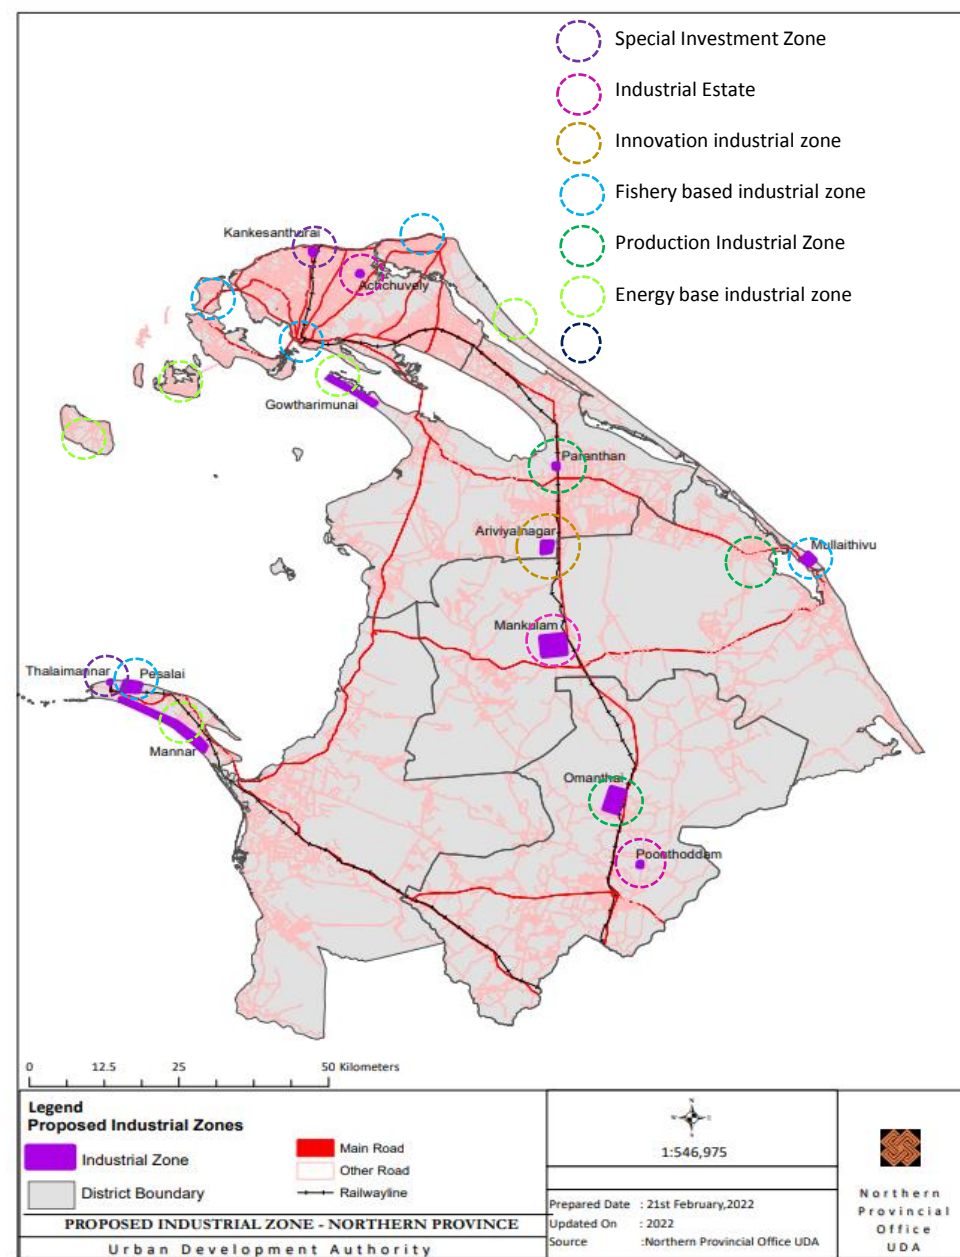 Special Investment Zone
Industrial Estate
Innovation industrial zone
Fishery based industrial zone
Production Industrial Zone
Energy base industrial zone
Kankesanthurai
Achchuvely
Gowtharimunai
Paranthan
Ariviyalnagar
Mullaithivu
Mankulam
Thalaimannar
Pesalai
Mannar
Omanthai
Poonthoddam
0 12.5 25 50 Kilometers
Legend
Proposed Industrial Zones
Industrial Zone
District Boundary
Main Road
Other Road
Railwayline
PROPOSED INDUSTRIAL ZONE - NORTHERN PROVINCE
Urban Development Authority
N
W E
S
1:546,975
Prepared Date : 21st February,2022
Updated On : 2022
Source :Northern Provincial Office UDA
Northern
Provincial
Office
UDA